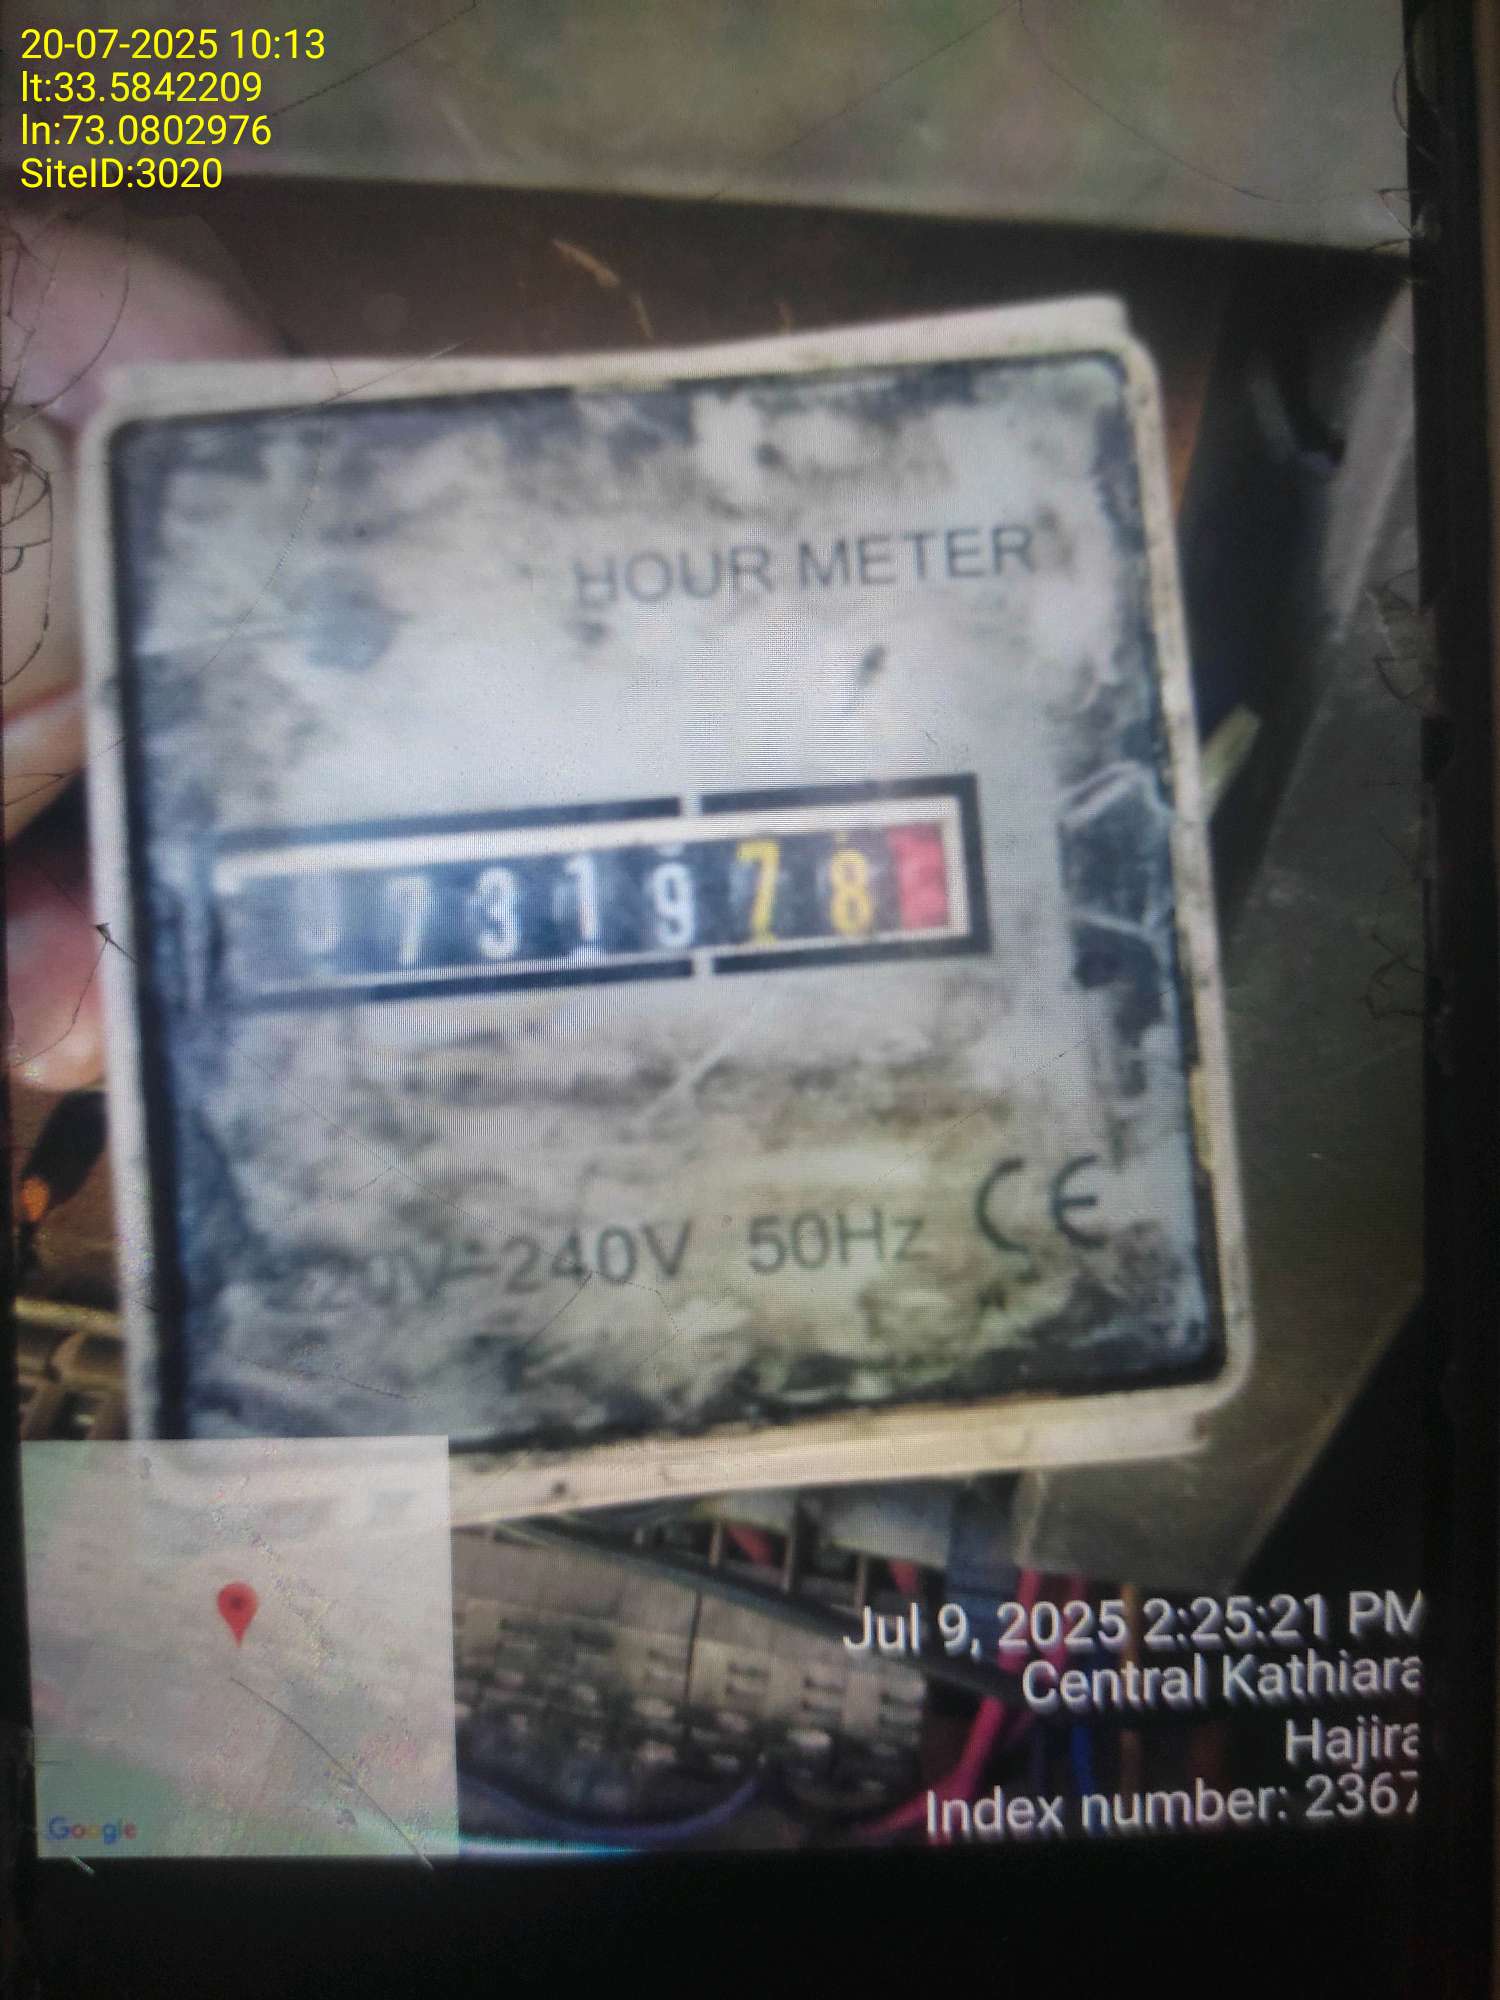 20-07-2025 10:13
lt:33.5842209
ln:73.0802976
SiteID:3020
HOUR METER
731978
240V 50Hz CE
Jul 9, 2025 2:25:21 PM
Central Kathiara
Hajira
Index number: 2367
Google